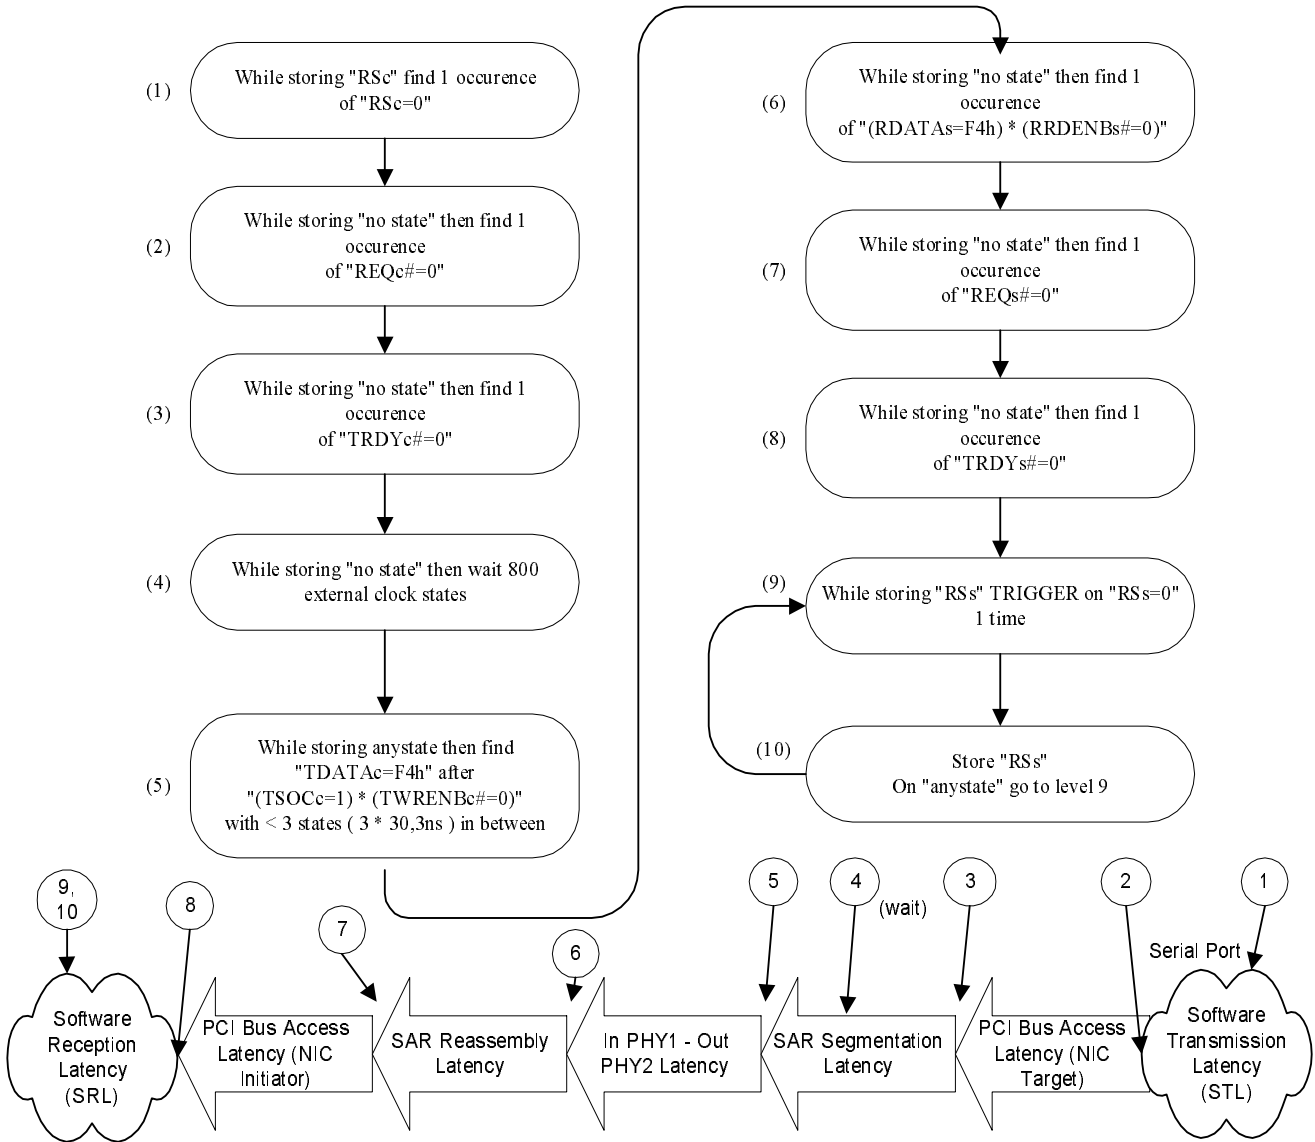 (1)
While storing "RSc" find 1 occurence
of "RSc=0"
(2)
While storing "no state" then find 1
occurence
of "REQc#=0"
(3)
While storing "no state" then find 1
occurence
of "TRDYc#=0"
(4)
While storing "no state" then wait 800
external clock states
(5)
While storing anystate then find
"TDATAc=F4h" after
"(TSOCc=1) * (TWRENBc#=0)"
with < 3 states ( 3 * 30,3ns ) in between
(6)
While storing "no state" then find 1
occurence
of "(RDATAs=F4h) * (RRDENBs#=0)"
(7)
While storing "no state" then find 1
occurence
of "REQs#=0"
(8)
While storing "no state" then find 1
occurence
of "TRDYs#=0"
(9)
While storing "RSs" TRIGGER on "RSs=0"
1 time
(10)
Store "RSs"
On "anystate" go to level 9
9,
10
8
7
6
5
4
(wait)
3
2
1
Serial Port
Software
Reception
Latency
(SRL)
PCI Bus Access
Latency (NIC
Initiator)
SAR Reassembly
Latency
In PHY1 - Out
PHY2 Latency
SAR Segmentation
Latency
PCI Bus Access
Latency (NIC
Target)
Software
Transmission
Latency
(STL)